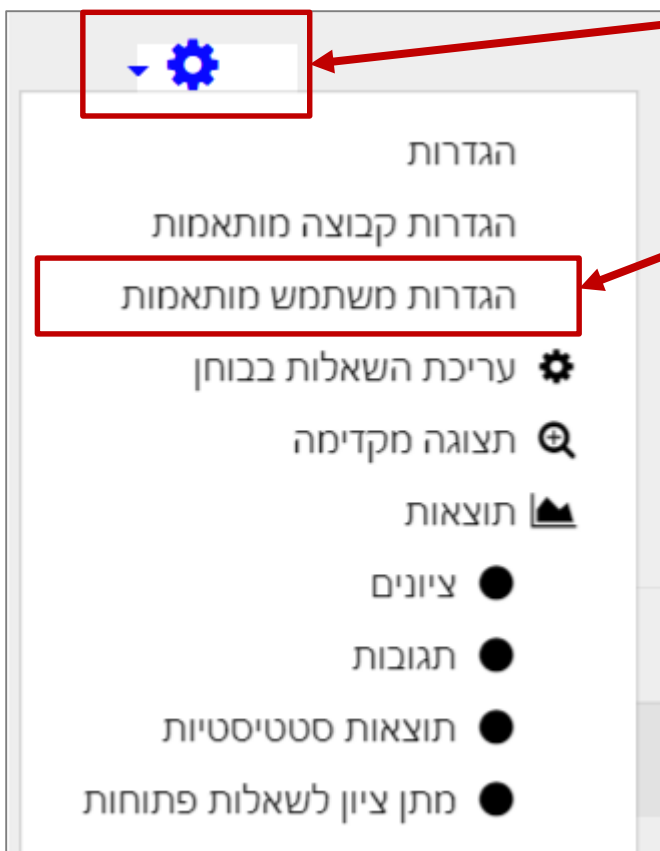 הגדרות
הגדרות קבוצה מותאמות
הגדרות משתמש מותאמות
עריכת השאלות בבוחן
תצוגה מקדימה
תוצאות
ציונים
תגובות
תוצאות סטטיסטיות
מתן ציון לשאלות פתוחות